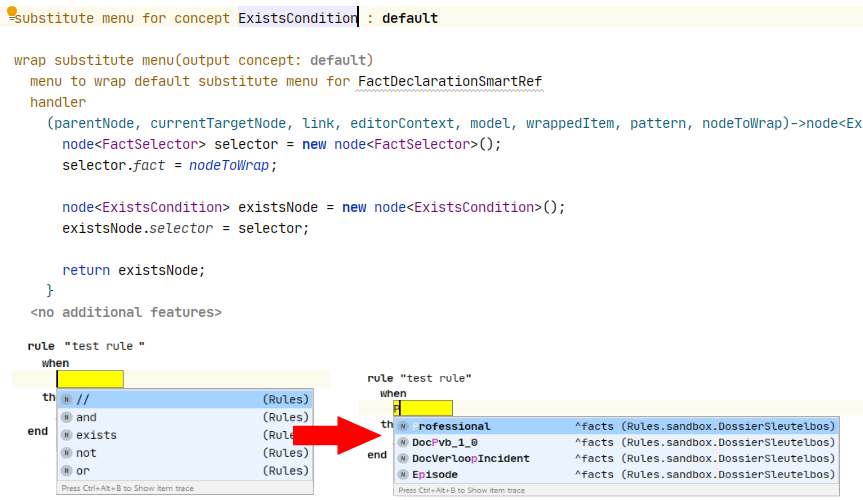 substitute menu for concept ExistsCondition : default
wrap substitute menu(output concept: default)
menu to wrap default substitute menu for FactDeclarationSmartRef
handler
(parentNode, currentTargetNode, link, editorContext, model, wrappedItem, pattern, nodeToWrap)->node<Ex
node<FactSelector> selector = new node<FactSelector>();
selector.fact = nodeToWrap;
node<ExistsCondition> existsNode = new node<ExistsCondition>();
existsNode.selector = selector;
return existsNode;
}
<no additional features>
rule "test rule "
when
th
// (Rules)
and (Rules)
exists (Rule
not (Rules)
or (Rules)
Press Ctrl+Alt+B to Show item trace
end
rule "test rule"
when
P
th
Professional ^facts (Rules.sandbox.DossierSleutelbos)
DocPvb_1_0 ^facts (Rules.sandbox.DossierSleutelbos)
DocVerLoopIncident ^facts (Rules.sandbox.DossierSleutelbos)
Episode ^facts (Rules.sandbox.DossierSleutelbos)
Press Ctrl+Alt+B to Show item trace
end